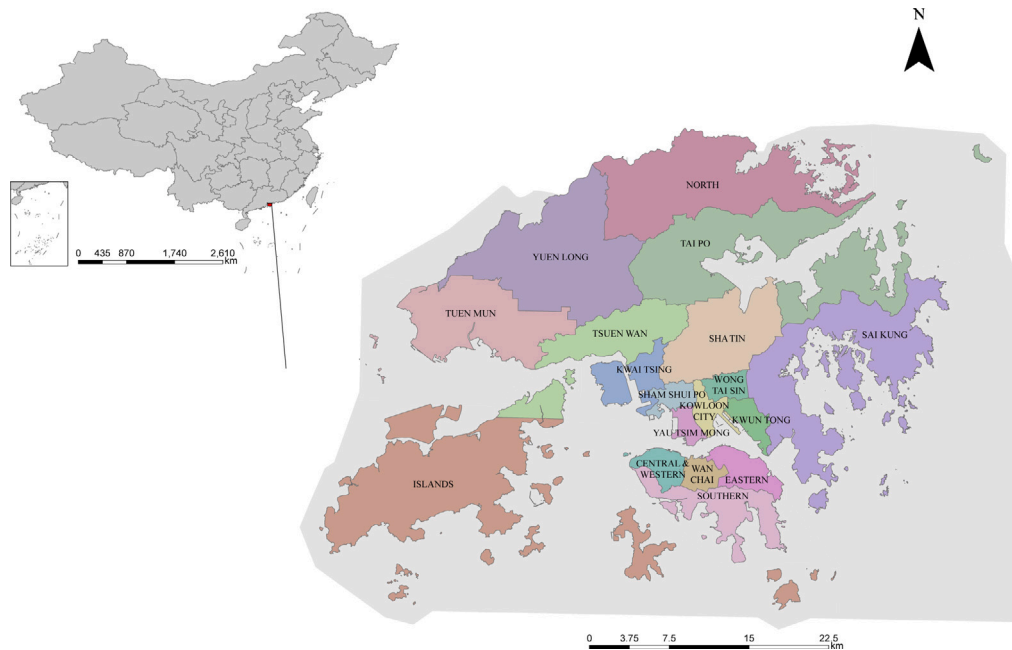 N
NORTH
TAI PO
YUEN LONG
0 435 870 1,740 2,610
km
TUEN MUN
TSUEN WAN
SHA TIN
SAI KUNG
KWAI TSING
WONG
TAI SIN
SHAM SHUI PO
KOWLOON
CITY
KWUN TONG
YAU TSIM MONG
CENTRAL &
WESTERN
WAN
CHAI
EASTERN
ISLANDS
SOUTHERN
0 3.75 7.5 15 22.5
km